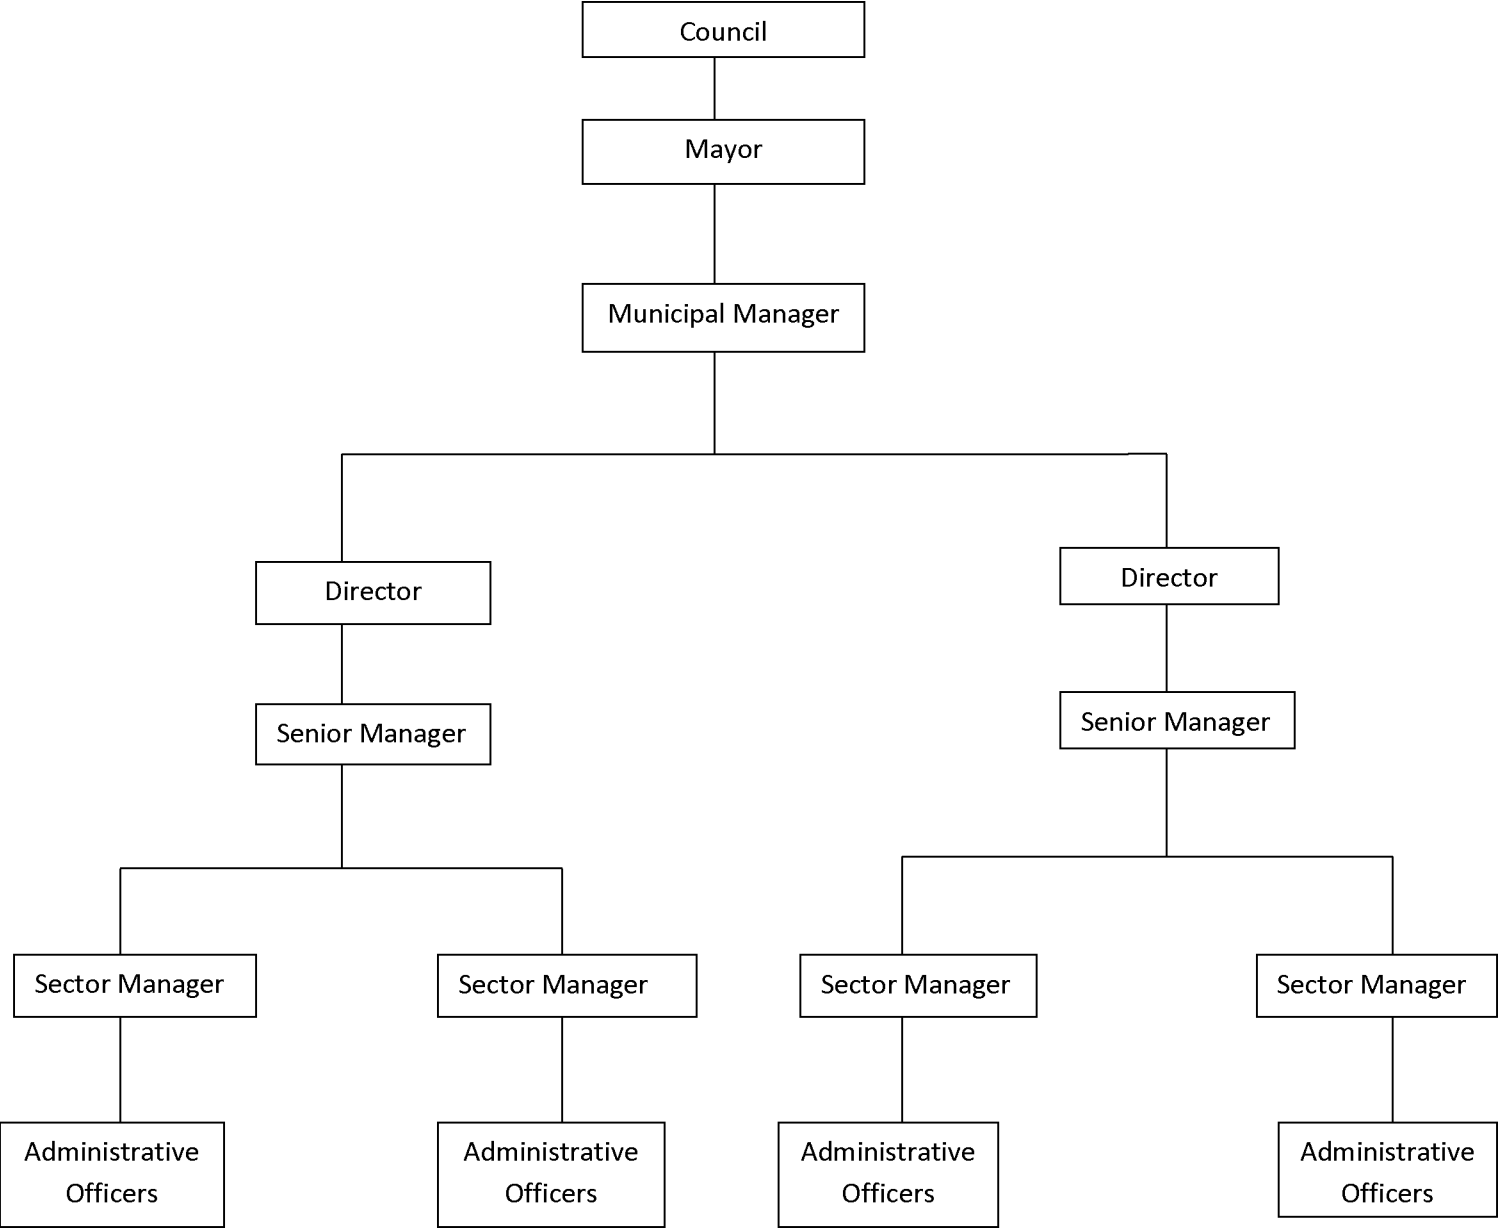 Council
Mayor
Municipal Manager
Director
Director
Senior Manager
Senior Manager
Sector Manager
Sector Manager
Sector Manager
Sector Manager
Administrative
Officers
Administrative
Officers
Administrative
Officers
Administrative
Officers